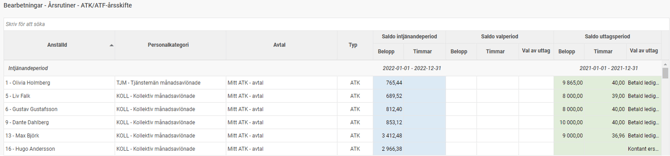 Bearbetningar - Årsrutiner - ATK/ATF-årsskifte
Skriv för att söka
Saldo intjänandeperiod Saldo valperiod Saldo uttagsperiod
Anställd Personalkategori Avtal Typ Belopp Timmar Belopp Timmar Val av uttag Belopp Timmar Val av uttag
Intjänandeperiod 2022-01-01 - 2022-12-31 2021-01-01 - 2021-12-31
1 - Olivia Holmberg TJM - Tjänstemän månadsavlönade Mitt ATK - avtal ATK 765,44 9 865,00 40,00 Betald ledig...
5 - Liv Falk KOLL - Kollektiv månadsavlönade Mitt ATK - avtal ATK 689,52 8 000,00 39,00 Betald ledig...
6 - Gustav Gustafsson KOLL - Kollektiv månadsavlönade Mitt ATK - avtal ATK 812,40 8 000,00 40,00 Betald ledig...
9 - Dante Dahlberg KOLL - Kollektiv månadsavlönade Mitt ATK - avtal ATK 853,12 10 000,00 40,00 Betald ledig...
13 - Max Björk KOLL - Kollektiv månadsavlönade Mitt ATK - avtal ATK 3 412,48 9 000,00 36,96 Betald ledig...
16 - Hugo Andersson KOLL - Kollektiv månadsavlönade Mitt ATK - avtal ATK 2 966,38 Kontant ers...